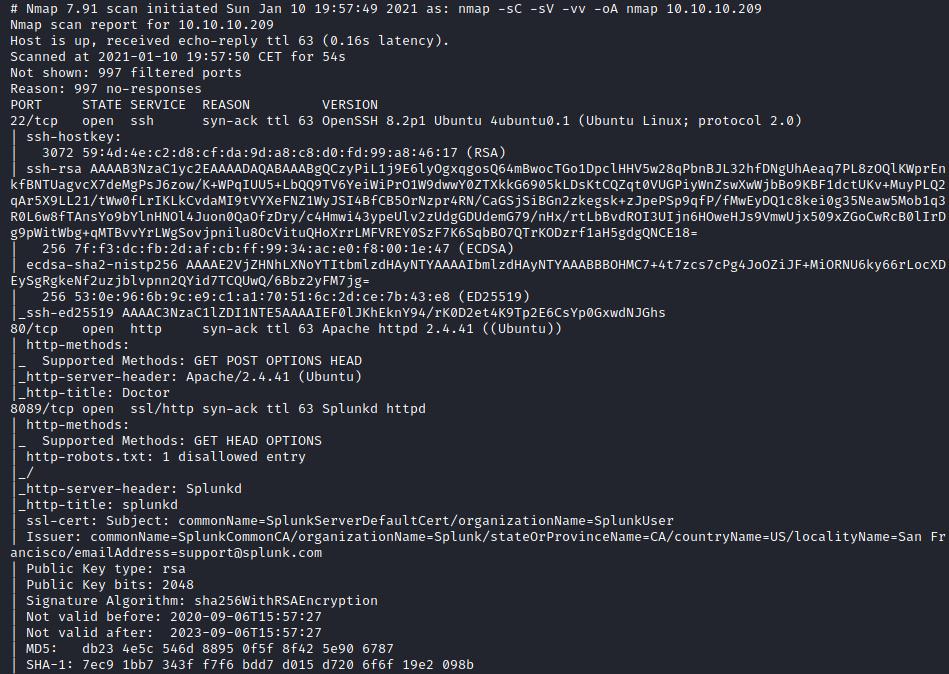 # Nmap 7.91 scan initiated Sun Jan 10 19:57:49 2021 as: nmap -sC -sV -vv -oA nmap 10.10.10.209
Nmap scan report for 10.10.10.209
Host is up, received echo-reply ttl 63 (0.16s latency).
Scanned at 2021-01-10 19:57:50 CET for 54s
Not shown: 997 filtered ports
Reason: 997 no-responses
PORT     STATE SERVICE  REASON         VERSION
22/tcp   open  ssh      syn-ack ttl 63 OpenSSH 8.2p1 Ubuntu 4ubuntu0.1 (Ubuntu Linux; protocol 2.0)
| ssh-hostkey:
|   3072 59:4d:4e:c2:d8:cf:da:9d:a8:c8:d0:fd:99:a8:46:17 (RSA)
| ssh-rsa AAAAB3NzaC1yc2EAAAADAQABAAABgQCzyPiL1j9E6lyOgxqgosQ64mBwocTGo1DpclHHV5w28qPbnBJL32hfDNgUhAeaq7PL8zOQlKWprEn
kfBNTUagvcX7deMgPsJ6zow/K+WPqIUU5+LbQQ9TV6YeiWiPrO1W9dwwY0ZTXkkG6905kLDsKtCQZqt0VUGPiyWnZswXwWjbBo9KBF1dctUKv+MuyPLQ2
qAr5X9LL21/tWw0fLrIKLkCvdaMI9tVYXeFNZ1WyJSI4BfCB5OrNzpr4RN/CaGSjSiBGn2zkegsk+zJpePSp9qfP/fMwEyDQ1c8kei0g35Neaw5Mob1q3
R0L6w8fTAnsYo9bYlnHNOl4Juon0QaOfzDry/c4Hmwi43ypeUlv2zUdgGDUdemG79/nHx/rtLbBvdROI3UIjn6HOweHJs9VmwUjx509xZGoCwRcB0lIrD
g9pWitWbg+qMTBvvYrLWgSovjpnilu8OcVituQHoXrrLMFVREY0SzF7K6SqbBO7QTrKODzrf1aH5gdgQNCE18=
|   256 7f:f3:dc:fb:2d:af:cb:ff:99:34:ac:e0:f8:00:1e:47 (ECDSA)
| ecdsa-sha2-nistp256 AAAAE2VjZHNhLXNoYTItbmlzdHAyNTYAAAAIbmlzdHAyNTYAAABBBOHMC7+4t7zcs7cPg4JoOZiJF+MiORNU6ky66rLocXD
EySgRgkeNf2uzjblvpnn2QYid7TCQUwQ/6Bbz2yFM7jg=
|   256 53:0e:96:6b:9c:e9:c1:a1:70:51:6c:2d:ce:7b:43:e8 (ED25519)
|_ssh-ed25519 AAAAC3NzaC1lZDI1NTE5AAAAIEF0lJKhEknY94/rK0D2et4K9Tp2E6CsYp0GxwdNJGhs
80/tcp   open  http     syn-ack ttl 63 Apache httpd 2.4.41 ((Ubuntu))
| http-methods:
|_  Supported Methods: GET POST OPTIONS HEAD
|_http-server-header: Apache/2.4.41 (Ubuntu)
|_http-title: Doctor
8089/tcp open  ssl/http syn-ack ttl 63 Splunkd httpd
| http-methods:
|_  Supported Methods: GET HEAD OPTIONS
| http-robots.txt: 1 disallowed entry
|_/
|_http-server-header: Splunkd
|_http-title: splunkd
| ssl-cert: Subject: commonName=SplunkServerDefaultCert/organizationName=SplunkUser
| Issuer: commonName=SplunkCommonCA/organizationName=Splunk/stateOrProvinceName=CA/countryName=US/localityName=San Fr
ancisco/emailAddress=support@splunk.com
| Public Key type: rsa
| Public Key bits: 2048
| Signature Algorithm: sha256WithRSAEncryption
| Not valid before: 2020-09-06T15:57:27
| Not valid after:  2023-09-06T15:57:27
| MD5:   db23 4e5c 546d 8895 0f5f 8f42 5e90 6787
| SHA-1: 7ec9 1bb7 343f f7f6 bdd7 d015 d720 6f6f 19e2 098b